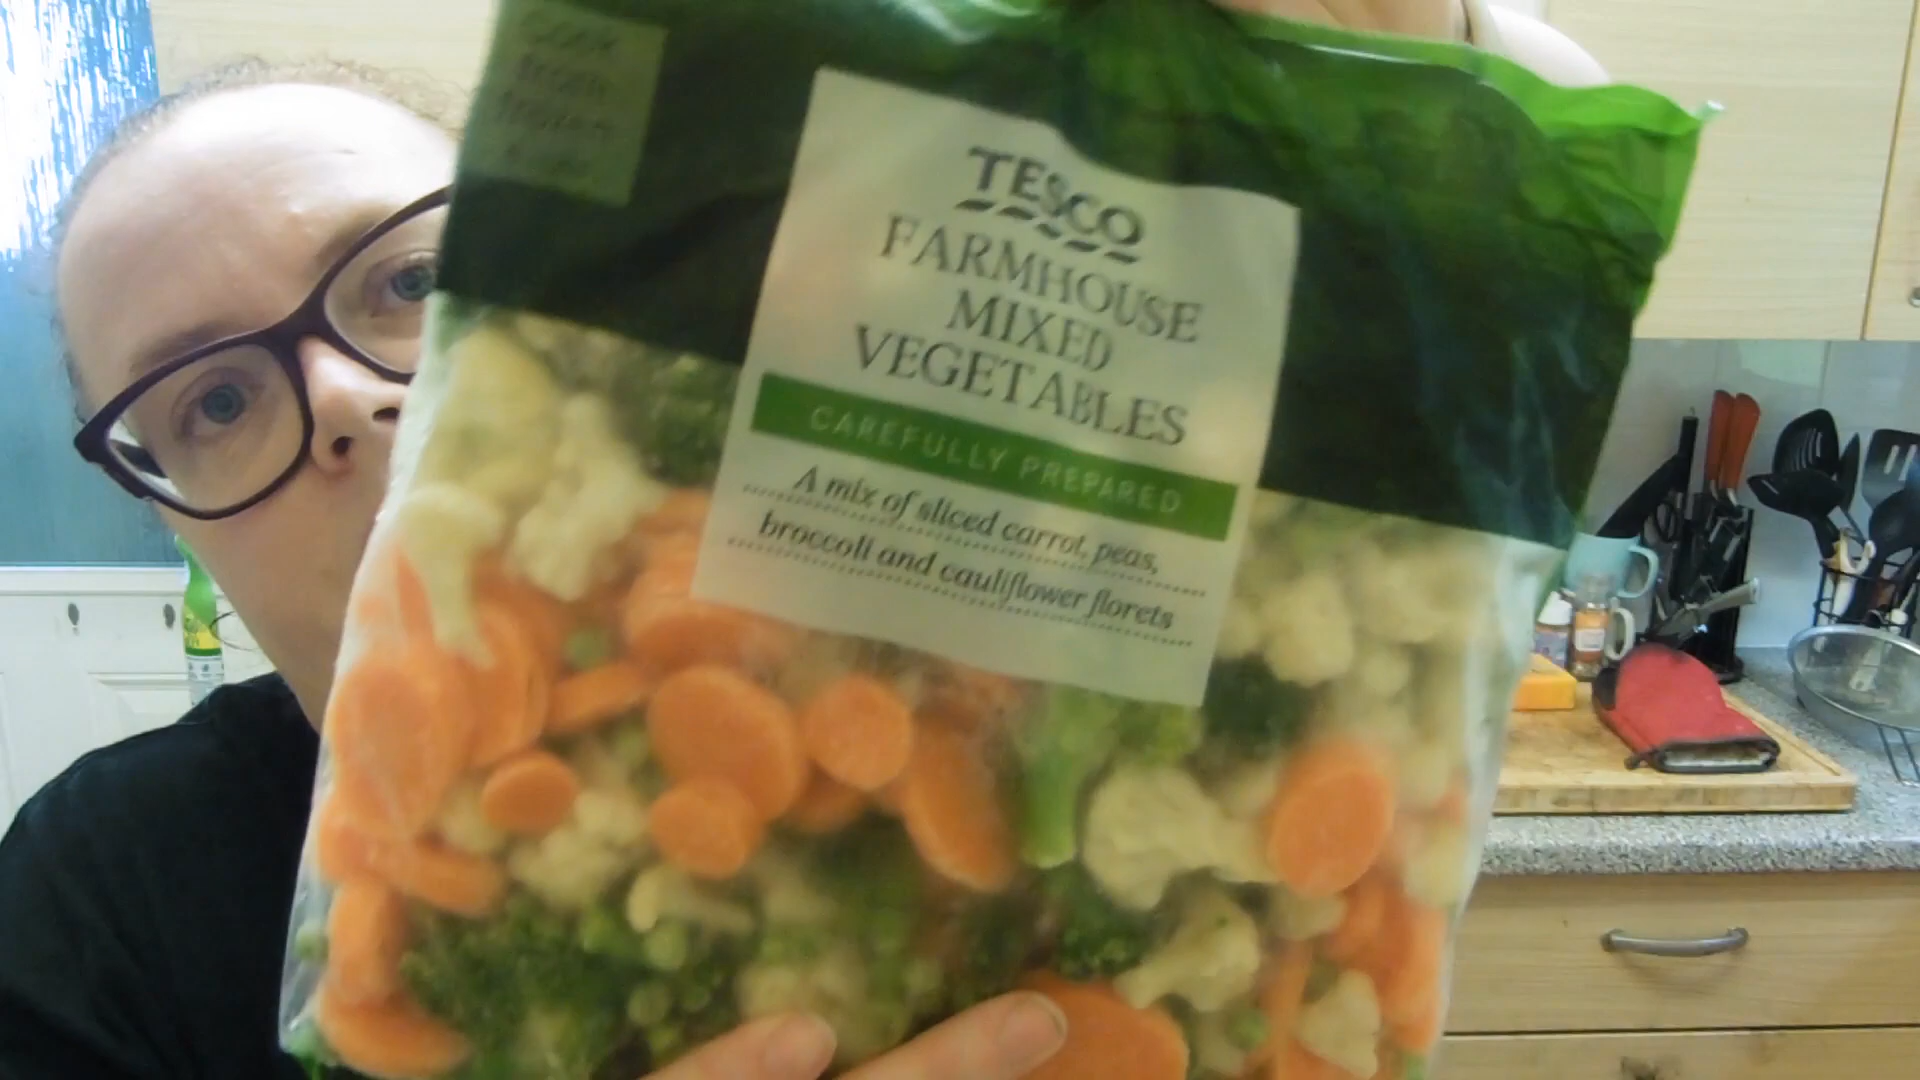 TESCO
FARMHOUSE
MIXED
VEGETABLES
CAREFULLY PREPARED
A mix of sliced carrot, peas,
broccoli and cauliflower florets